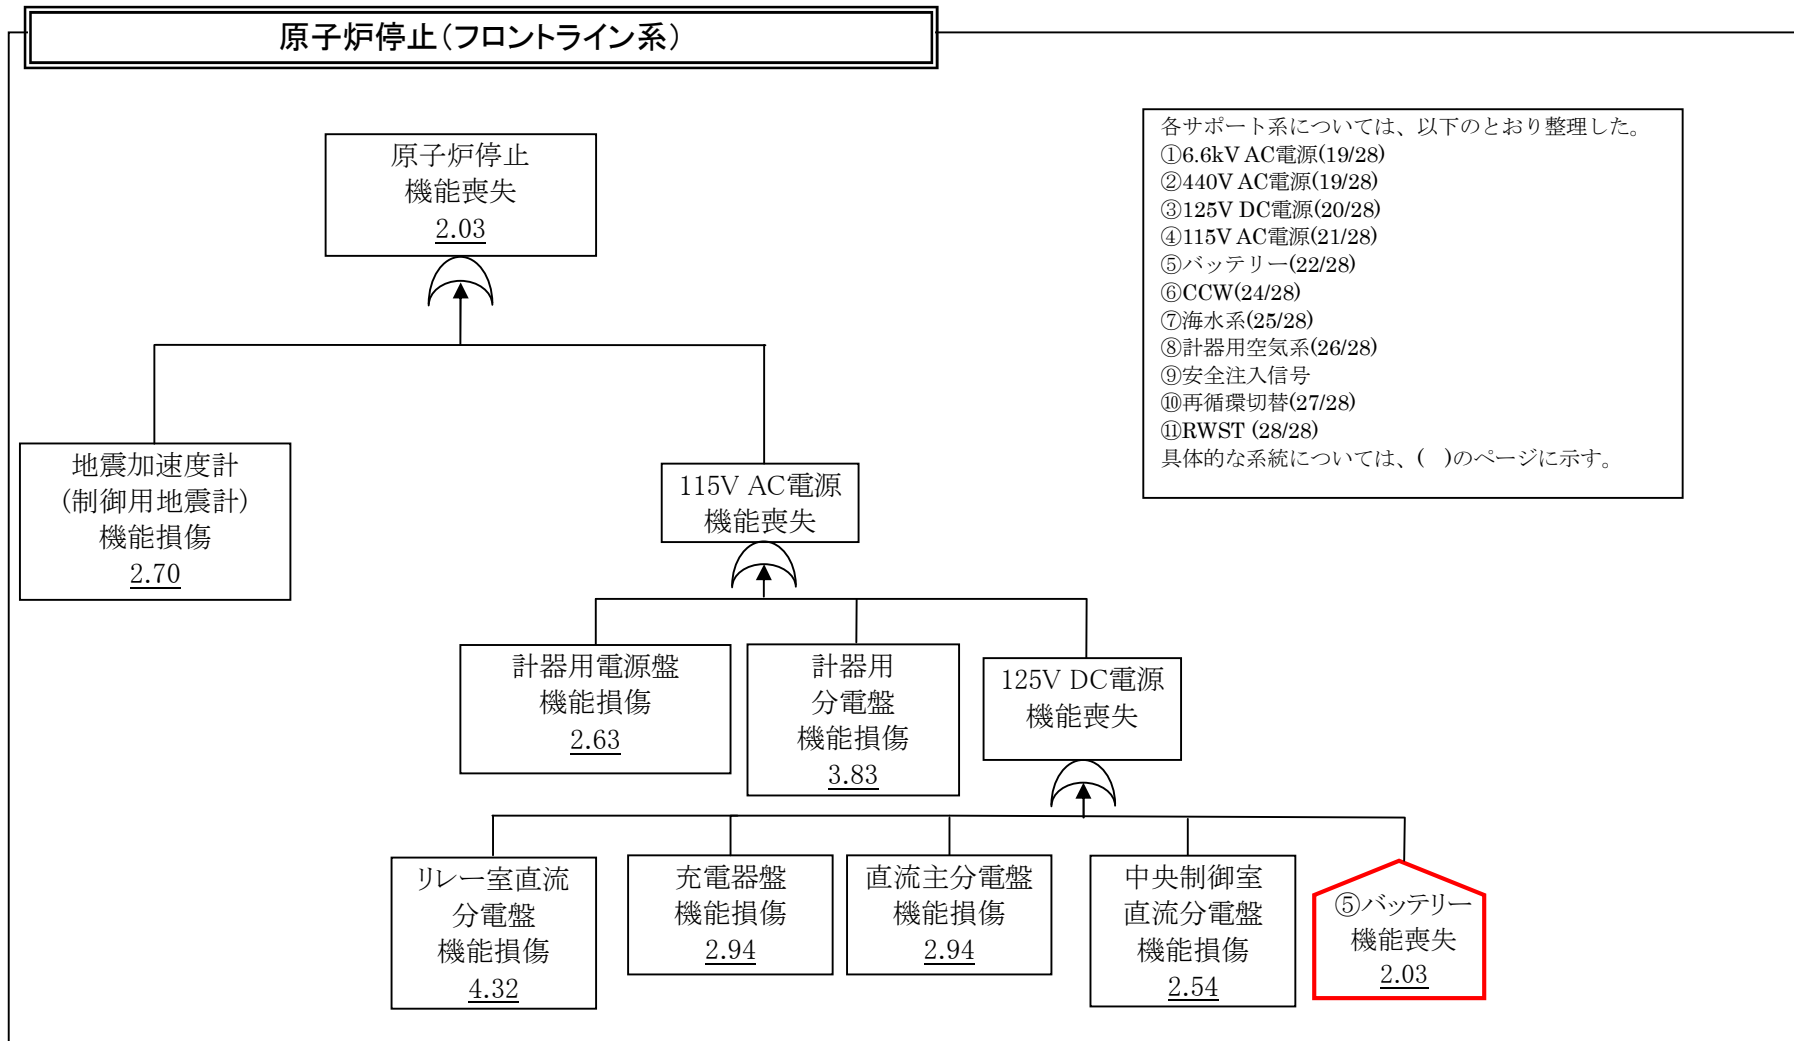 原子炉停止(フロントライン系)
原子炉停止
機能喪失
2.03
各サポート系については、以下のとおり整理した。
①6.6kV AC電源(19/28)
②440V AC電源(19/28)
③125V DC電源(20/28)
④115V AC電源(21/28)
⑤バッテリー(22/28)
⑥CCW(24/28)
⑦海水系(25/28)
⑧計器用空気系(26/28)
⑨安全注入信号
⑩再循環切替(27/28)
⑪RWST (28/28)
具体的な系統については、( )のページに示す。
地震加速度計
(制御用地震計)
機能損傷
2.70
115V AC電源
機能喪失
計器用電源盤
機能損傷
2.63
計器用
分電盤
機能損傷
3.83
125V DC電源
機能喪失
リレー室直流
分電盤
機能損傷
4.32
充電器盤
機能損傷
2.94
直流主分電盤
機能損傷
2.94
中央制御室
直流分電盤
機能損傷
2.54
⑤バッテリー
機能喪失
2.03